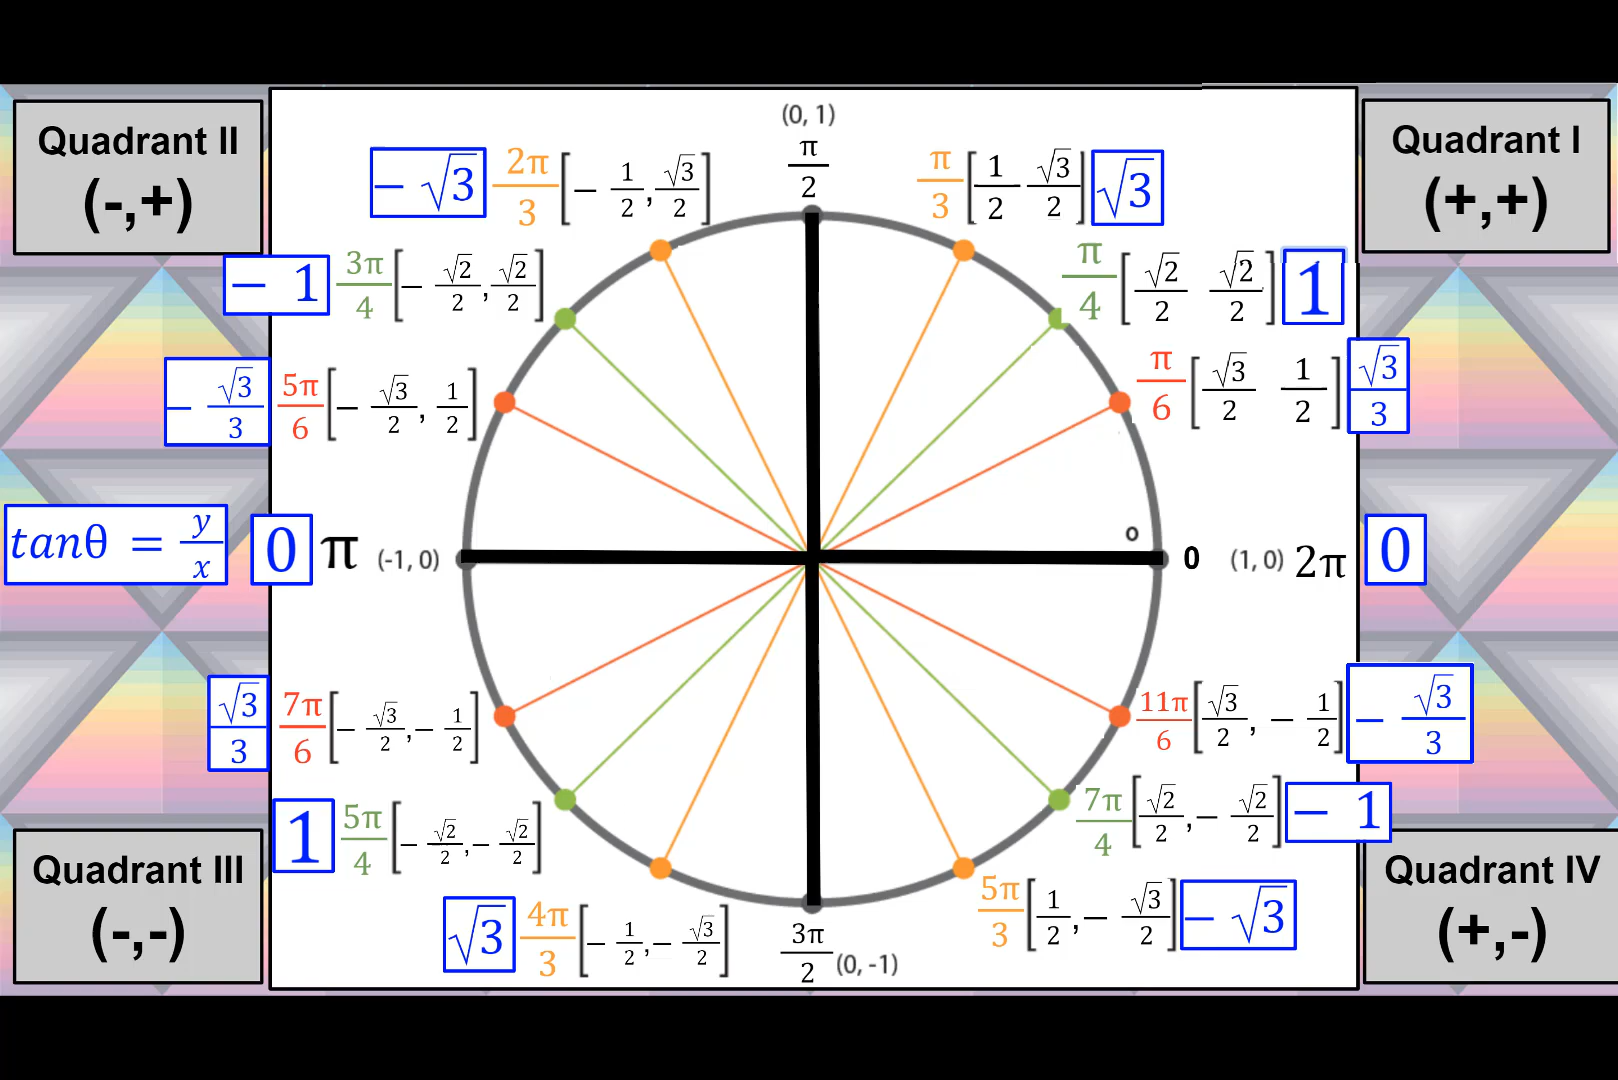 (0, 1)
Quadrant II
(-,+)
Quadrant I
(+,+)
π/2
-√3 2π/3 [-1/2, √3/2]
π/3 [1/2 - √3/2] √3
-1 3π/4 [-√2/2, √2/2]
π/4 [√2/2 √2/2] 1
-√3/3 5π/6 [-√3/2, 1/2]
π/6 [√3/2 1/2] √3/3
tanθ = y/x
0 π (-1, 0)
o
0 (1, 0) 2π 0
√3/3 7π/6 [-√3/2, -1/2]
11π/6 [√3/2, -1/2] -√3/3
1 5π/4 [-√2/2, -√2/2]
7π/4 [√2/2, -√2/2] -1
√3 4π/3 [-1/2, -√3/2]
5π/3 [1/2, -√3/2] -√3
3π/2 (0, -1)
Quadrant III
(-,-)
Quadrant IV
(+,-)